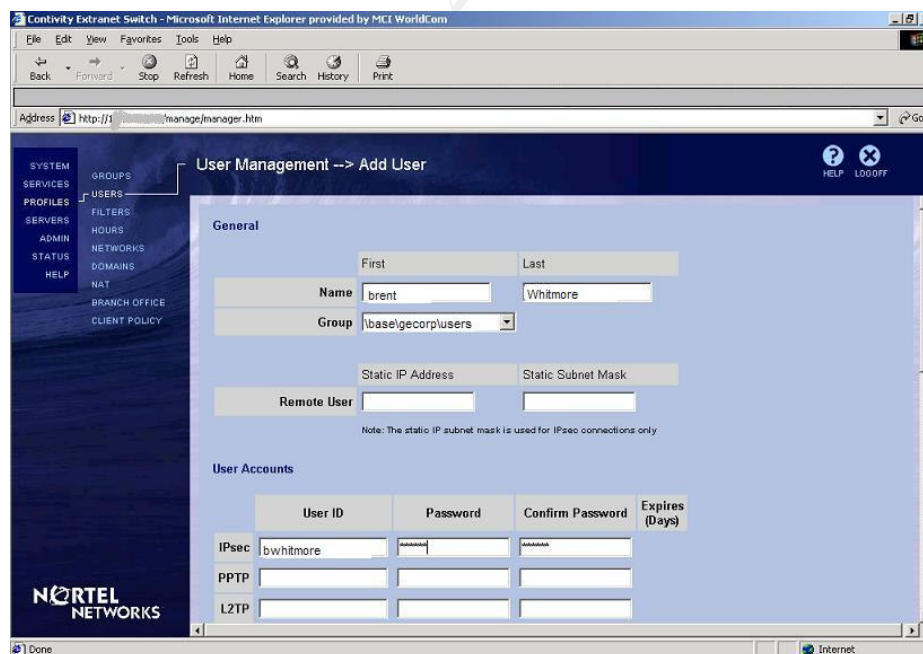 Contivity Extranet Switch - Microsoft Internet Explorer provided by MCI WorldCom
File Edit View Favorites Tools Help
Back Forward Stop Refresh Home Search History Print
Address http://1 /manage/manager.htm Go
SYSTEM
SERVICES
PROFILES
SERVERS
ADMIN
STATUS
HELP
GROUPS
USERS
FILTERS
HOURS
NETWORKS
DOMAINS
NAT
BRANCH OFFICE
CLIENT POLICY
User Management --> Add User
HELP LOGOFF
General
First Last
Name brent Whitmore
Group \base\gecorp\users
Static IP Address Static Subnet Mask
Remote User
Note: The static IP subnet mask is used for IPsec connections only
User Accounts
User ID Password Confirm Password Expires (Days)
IPsec bwhitmore ****** ******
PPTP
L2TP
NORTEL
NETWORKS
Done Internet